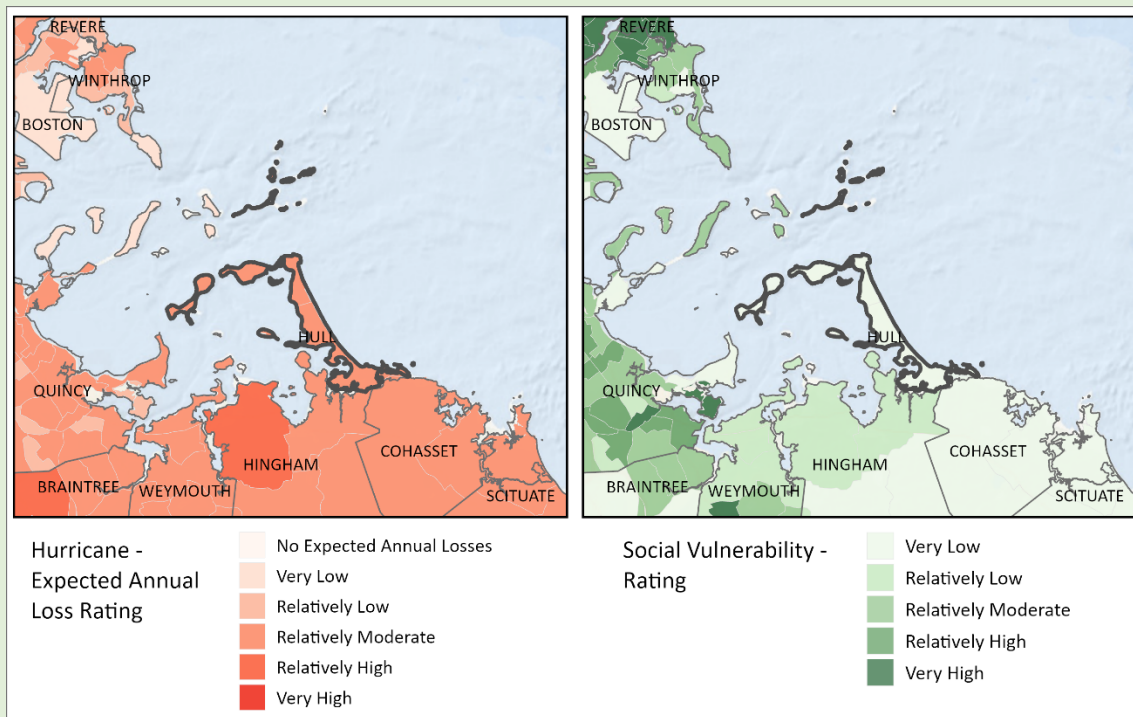 REVERE
WINTHROP
BOSTON
HULL
QUINCY
HINGHAM
COHASSET
BRAINTREE
WEYMOUTH
SCITUATE
REVERE
WINTHROP
BOSTON
HULL
QUINCY
HINGHAM
COHASSET
BRAINTREE
WEYMOUTH
SCITUATE
Hurricane -
Expected Annual
Loss Rating
No Expected Annual Losses
Very Low
Relatively Low
Relatively Moderate
Relatively High
Very High
Social Vulnerability -
Rating
Very Low
Relatively Low
Relatively Moderate
Relatively High
Very High